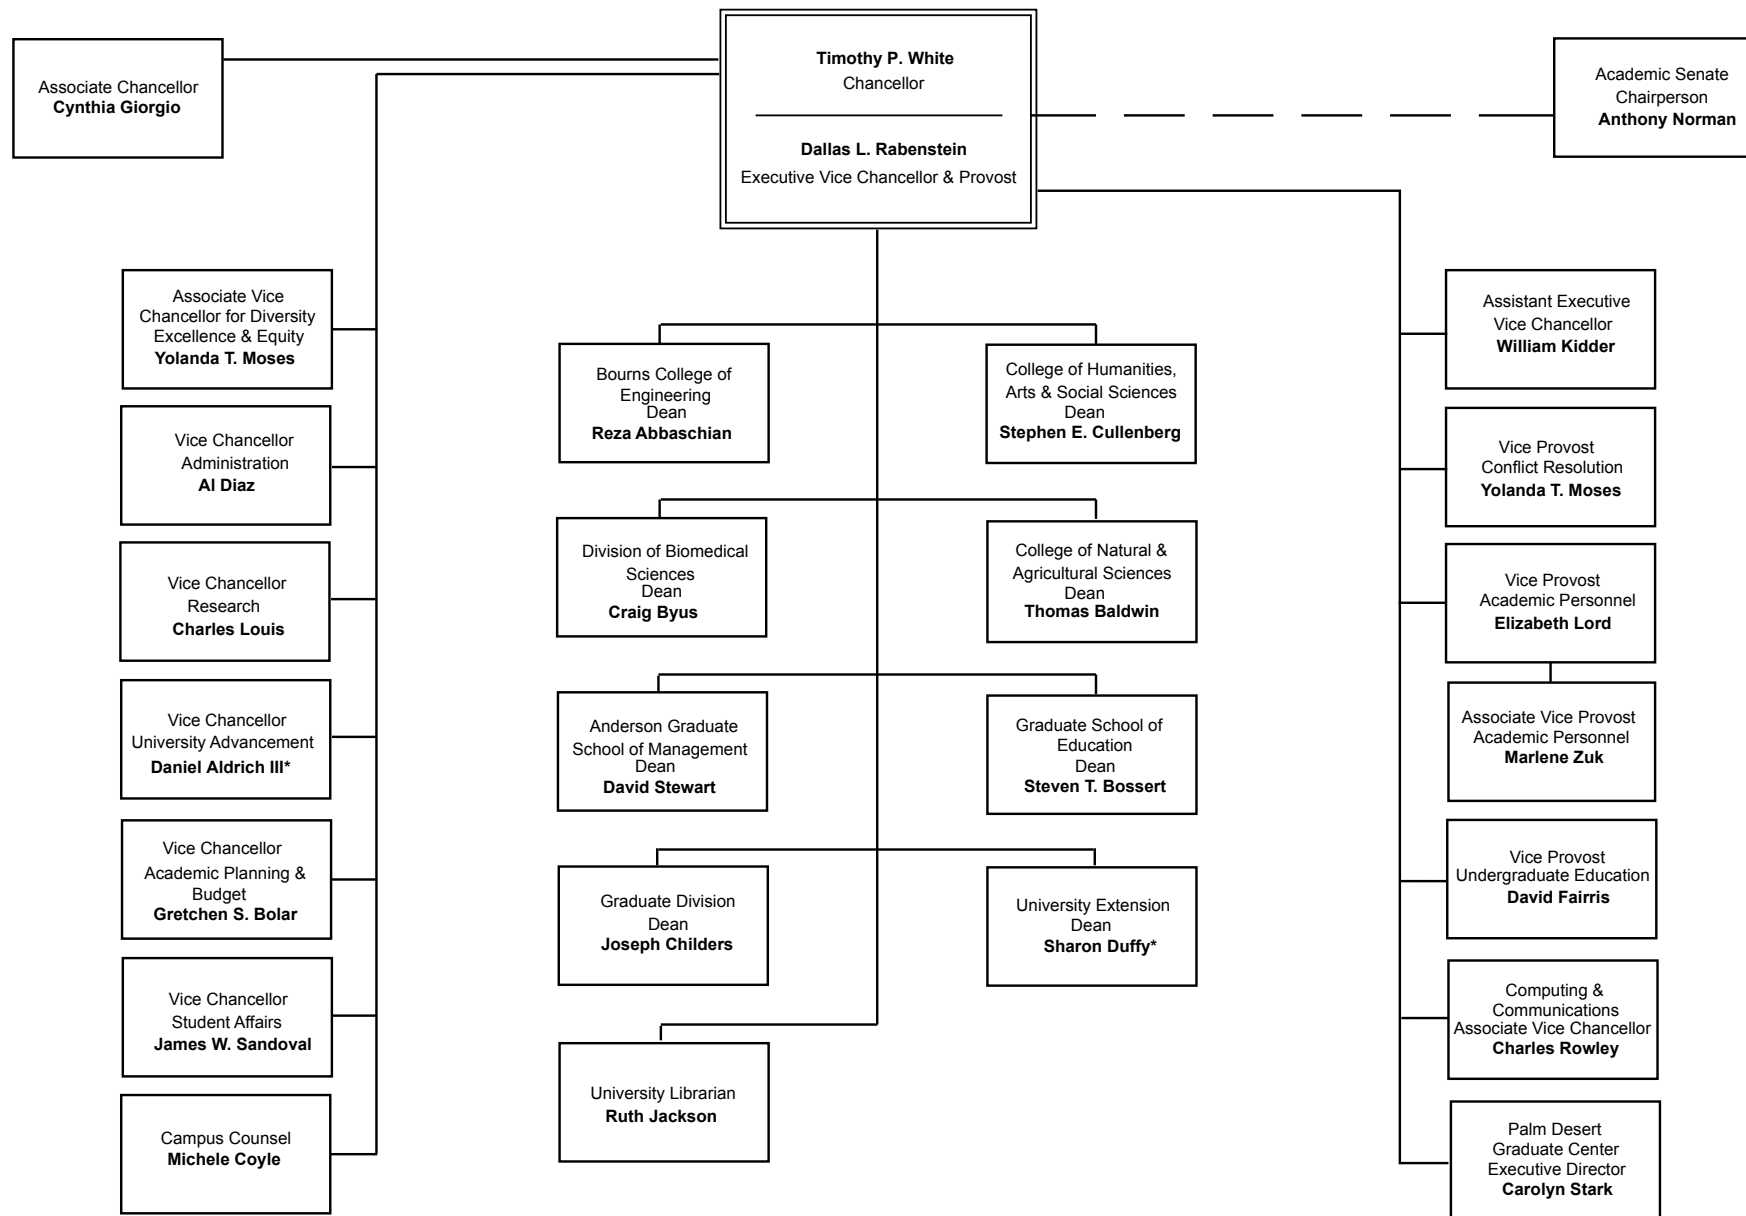 Timothy P. White
Chancellor
Dallas L. Rabenstein
Executive Vice Chancellor & Provost
Associate Chancellor
Cynthia Giorgio
Academic Senate
Chairperson
Anthony Norman
Associate Vice
Chancellor for Diversity
Excellence & Equity
Yolanda T. Moses
Vice Chancellor
Administration
Al Diaz
Vice Chancellor
Research
Charles Louis
Vice Chancellor
University Advancement
Daniel Aldrich III*
Vice Chancellor
Academic Planning &
Budget
Gretchen S. Bolar
Vice Chancellor
Student Affairs
James W. Sandoval
Campus Counsel
Michele Coyle
Bourns College of
Engineering
Dean
Reza Abbaschian
College of Humanities,
Arts & Social Sciences
Dean
Stephen E. Cullenberg
Division of Biomedical
Sciences
Dean
Craig Byus
College of Natural &
Agricultural Sciences
Dean
Thomas Baldwin
Anderson Graduate
School of Management
Dean
David Stewart
Graduate School of
Education
Dean
Steven T. Bossert
Graduate Division
Dean
Joseph Childers
University Extension
Dean
Sharon Duffy*
University Librarian
Ruth Jackson
Assistant Executive
Vice Chancellor
William Kidder
Vice Provost
Conflict Resolution
Yolanda T. Moses
Vice Provost
Academic Personnel
Elizabeth Lord
Associate Vice Provost
Academic Personnel
Marlene Zuk
Vice Provost
Undergraduate Education
David Fairris
Computing &
Communications
Associate Vice Chancellor
Charles Rowley
Palm Desert
Graduate Center
Executive Director
Carolyn Stark